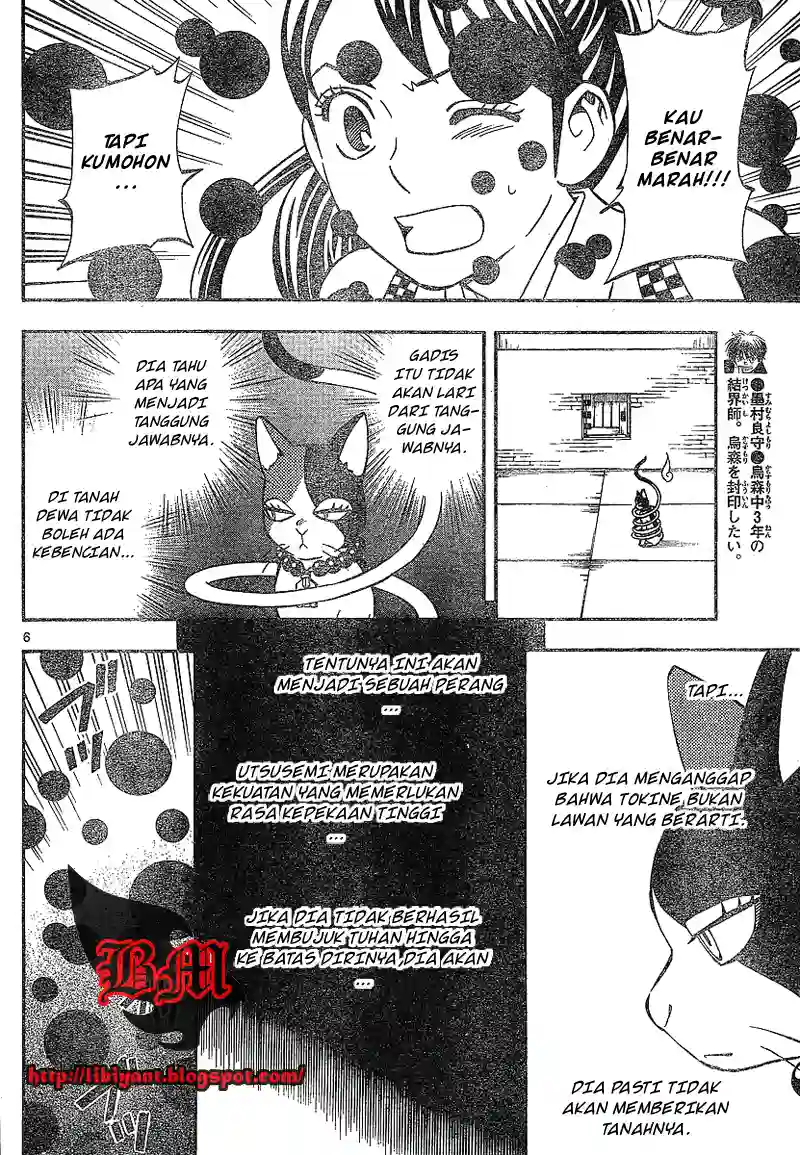 KAU
BENAR-
BENAR
MARAH!!!
TAPI
KUMOHON
...
墨村良守 烏森中3年の
結界師。烏森を封印したい。
GADIS
ITU TIDAK
AKAN LARI
DARI TANG-
GUNG JA-
WABNYA.
DIA TAHU
APA YANG
MENJADI
TANGGUNG
JAWABNYA.
DI TANAH
DEWA TIDAK
BOLEH ADA
KEBENCIAN...
6
TAPI...
JIKA DIA MENGANGGAP
BAHWA TOKINE BUKAN
LAWAN YANG BERARTI.
DIA PASTI TIDAK
AKAN MEMBERIKAN
TANAHNYA.
TENTUNYA INI AKAN
MENJADI SEBUAH PERANG
...
UTSUSEMI MERUPAKAN
KEKUATAN YANG MEMERLUKAN
RASA KEPEKAAN TINGGI
...
JIKA DIA TIDAK BERHASIL
MEMBUJUK TUHAN HINGGA
KE BATAS DIRINYA,DIA AKAN
...
BM
http://libiyant.blogspot.com/